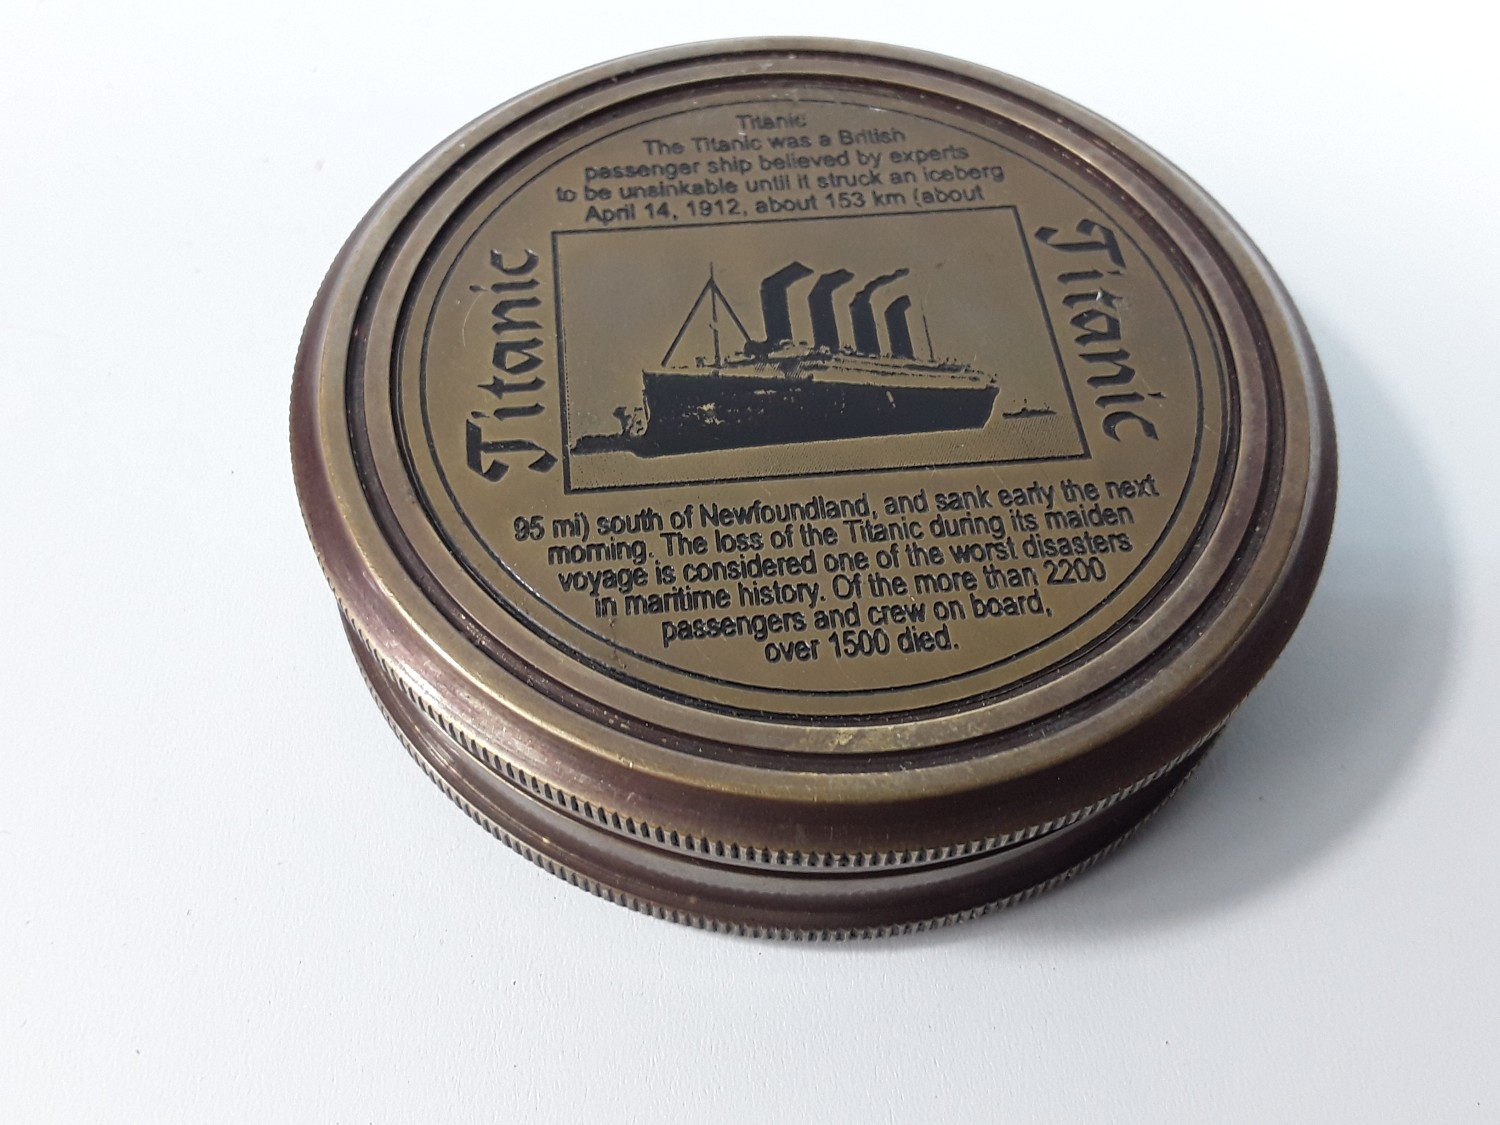 Titanic
The Titanic was a British
passenger ship believed by experts
to be unsinkable until it struck an iceberg
April 14, 1912, about 153 km (about
Titanic
Titanic
95 mi) south of Newfoundland, and sank early the next
morning. The loss of the Titanic during its maiden
voyage is considered one of the worst disasters
in maritime history. Of the more than 2200
passengers and crew on board,
over 1500 died.